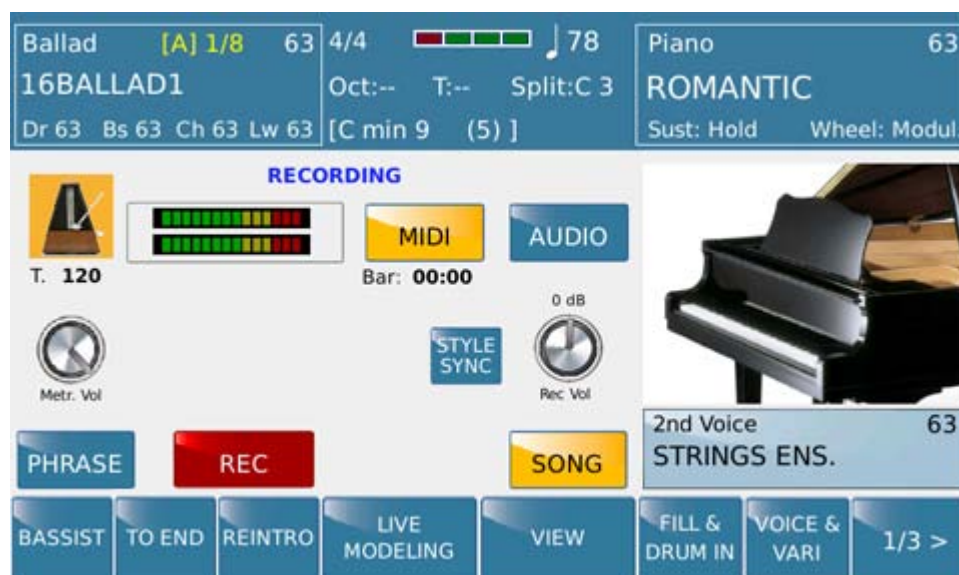 Ballad [A] 1/8 63
16BALLAD1
Dr 63 Bs 63 Ch 63 Lw 63
4/4 78
Oct:-- T:-- Split:C 3
[C min 9 (5) ]
Piano 63
ROMANTIC
Sust: Hold Wheel: Modul.
RECORDING
MIDI
AUDIO
T. 120
Bar: 00:00
0 dB
STYLE
SYNC
Metr. Vol
Rec Vol
2nd Voice 63
STRINGS ENS.
PHRASE
REC
SONG
BASSIST
TO END
REINTRO
LIVE
MODELING
VIEW
FILL &
DRUM IN
VOICE &
VARI
1/3 >